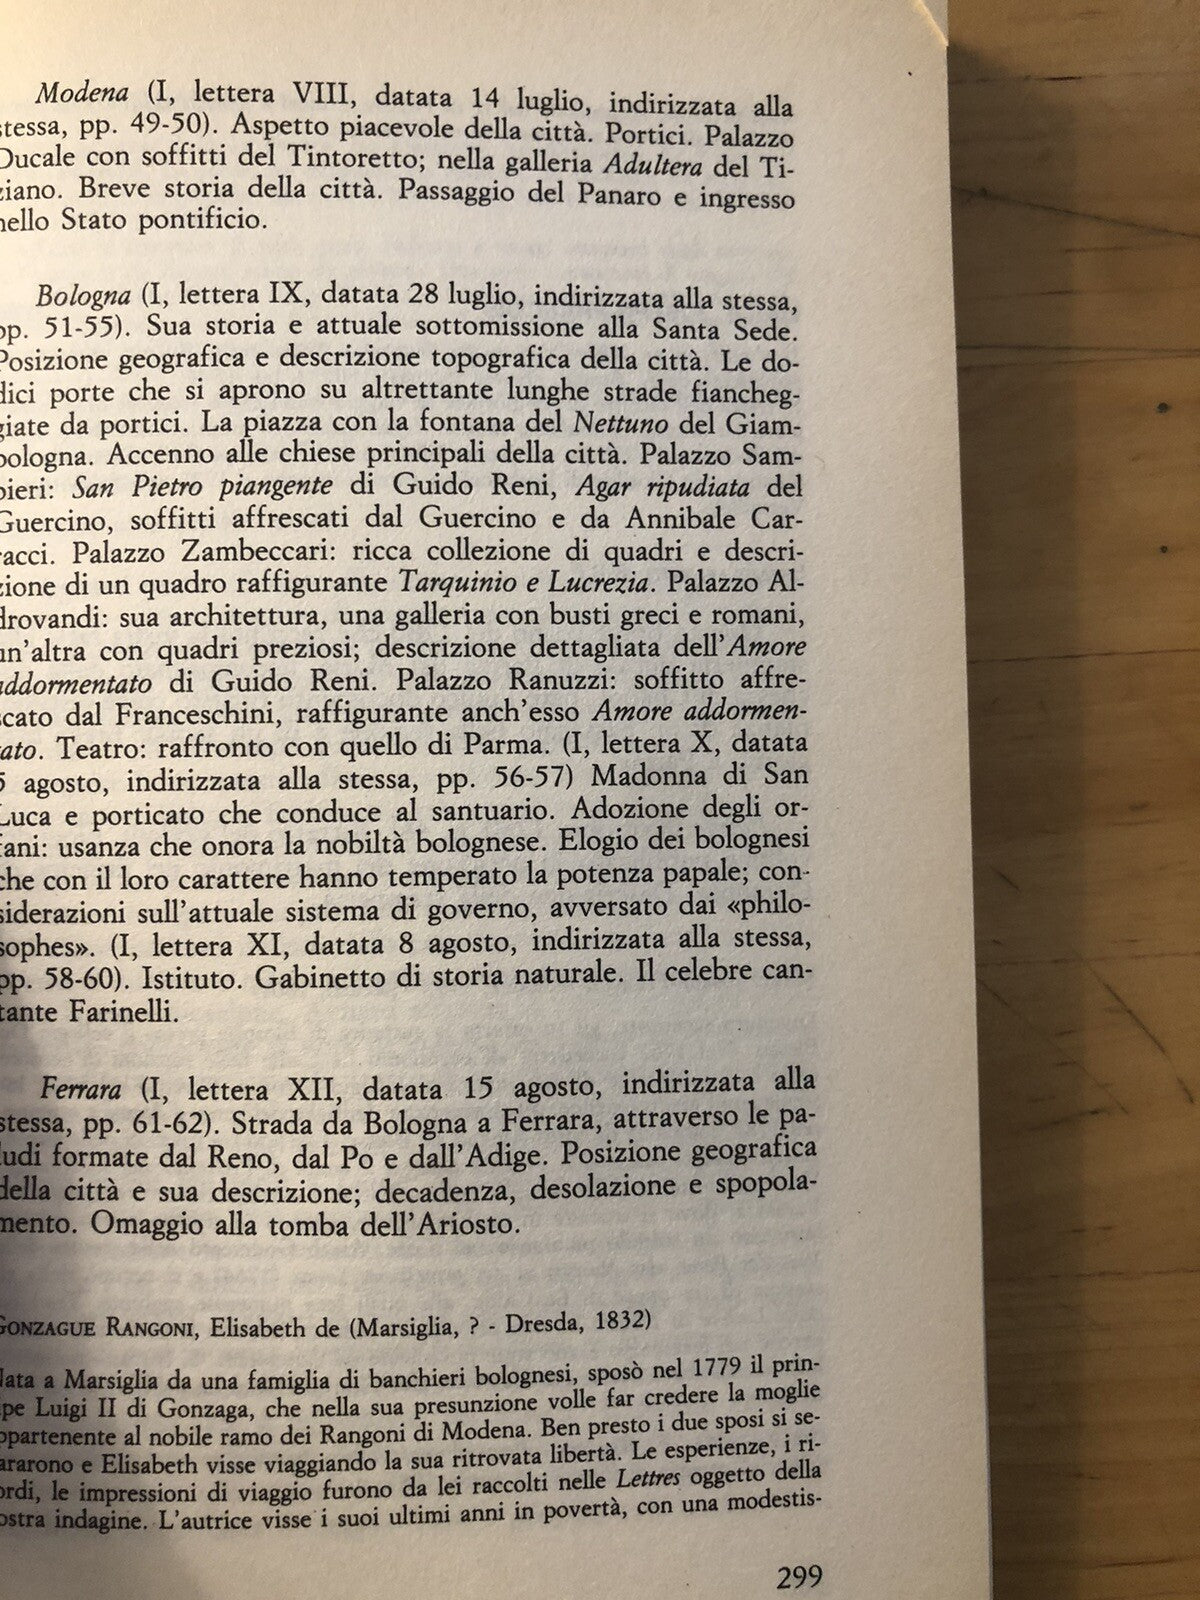 Modena (I, lettera VIII, datata 14 luglio, indirizzata alla
stessa, pp. 49-50). Aspetto piacevole della città. Portici. Palazzo
Ducale con soffitti del Tintoretto; nella galleria Adultera del Ti-
ziano. Breve storia della città. Passaggio del Panaro e ingresso
nello Stato pontificio.
Bologna (I, lettera IX, datata 28 luglio, indirizzata alla stessa,
pp. 51-55). Sua storia e attuale sottomissione alla Santa Sede.
Posizione geografica e descrizione topografica della città. Le do-
dici porte che si aprono su altrettante lunghe strade fiancheg-
giate da portici. La piazza con la fontana del Nettuno del Giam-
bologna. Accenno alle chiese principali della città. Palazzo Sam-
pieri: San Pietro piangente di Guido Reni, Agar ripudiata del
Guercino, soffitti affrescati dal Guercino e da Annibale Car-
racci. Palazzo Zambeccari: ricca collezione di quadri e descri-
zione di un quadro raffigurante Tarquinio e Lucrezia. Palazzo Al-
drovandi: sua architettura, una galleria con busti greci e romani,
un'altra con quadri preziosi; descrizione dettagliata dell'Amore
addormentato di Guido Reni. Palazzo Ranuzzi: soffitto affre-
scato dal Franceschini, raffigurante anch'esso Amore addormen-
tato. Teatro: raffronto con quello di Parma. (I, lettera X, datata
5 agosto, indirizzata alla stessa, pp. 56-57) Madonna di San
Luca e porticato che conduce al santuario. Adozione degli or-
fani: usanza che onora la nobiltà bolognese. Elogio dei bolognesi
che con il loro carattere hanno temperato la potenza papale; con-
siderazioni sull'attuale sistema di governo, avversato dai «philo-
sophes». (I, lettera XI, datata 8 agosto, indirizzata alla stessa,
pp. 58-60). Istituto. Gabinetto di storia naturale. Il celebre can-
tante Farinelli.
Ferrara (I, lettera XII, datata 15 agosto, indirizzata alla
stessa, pp. 61-62). Strada da Bologna a Ferrara, attraverso le pa-
ludi formate dal Reno, dal Po e dall'Adige. Posizione geografica
della città e sua descrizione; decadenza, desolazione e spopola-
mento. Omaggio alla tomba dell'Ariosto.
GONZAGUE RANGONI, Elisabeth de (Marsiglia, ? - Dresda, 1832)
Nata a Marsiglia da una famiglia di banchieri bolognesi, sposò nel 1779 il prin-
cipe Luigi II di Gonzaga, che nella sua presunzione volle far credere la moglie
appartenente al nobile ramo dei Rangoni di Modena. Ben presto i due sposi si se-
pararono e Elisabeth visse viaggiando la sua ritrovata libertà. Le esperienze, i ri-
cordi, le impressioni di viaggio furono da lei raccolti nelle Lettres oggetto della
nostra indagine. L'autrice visse i suoi ultimi anni in povertà, con una modestis-
299